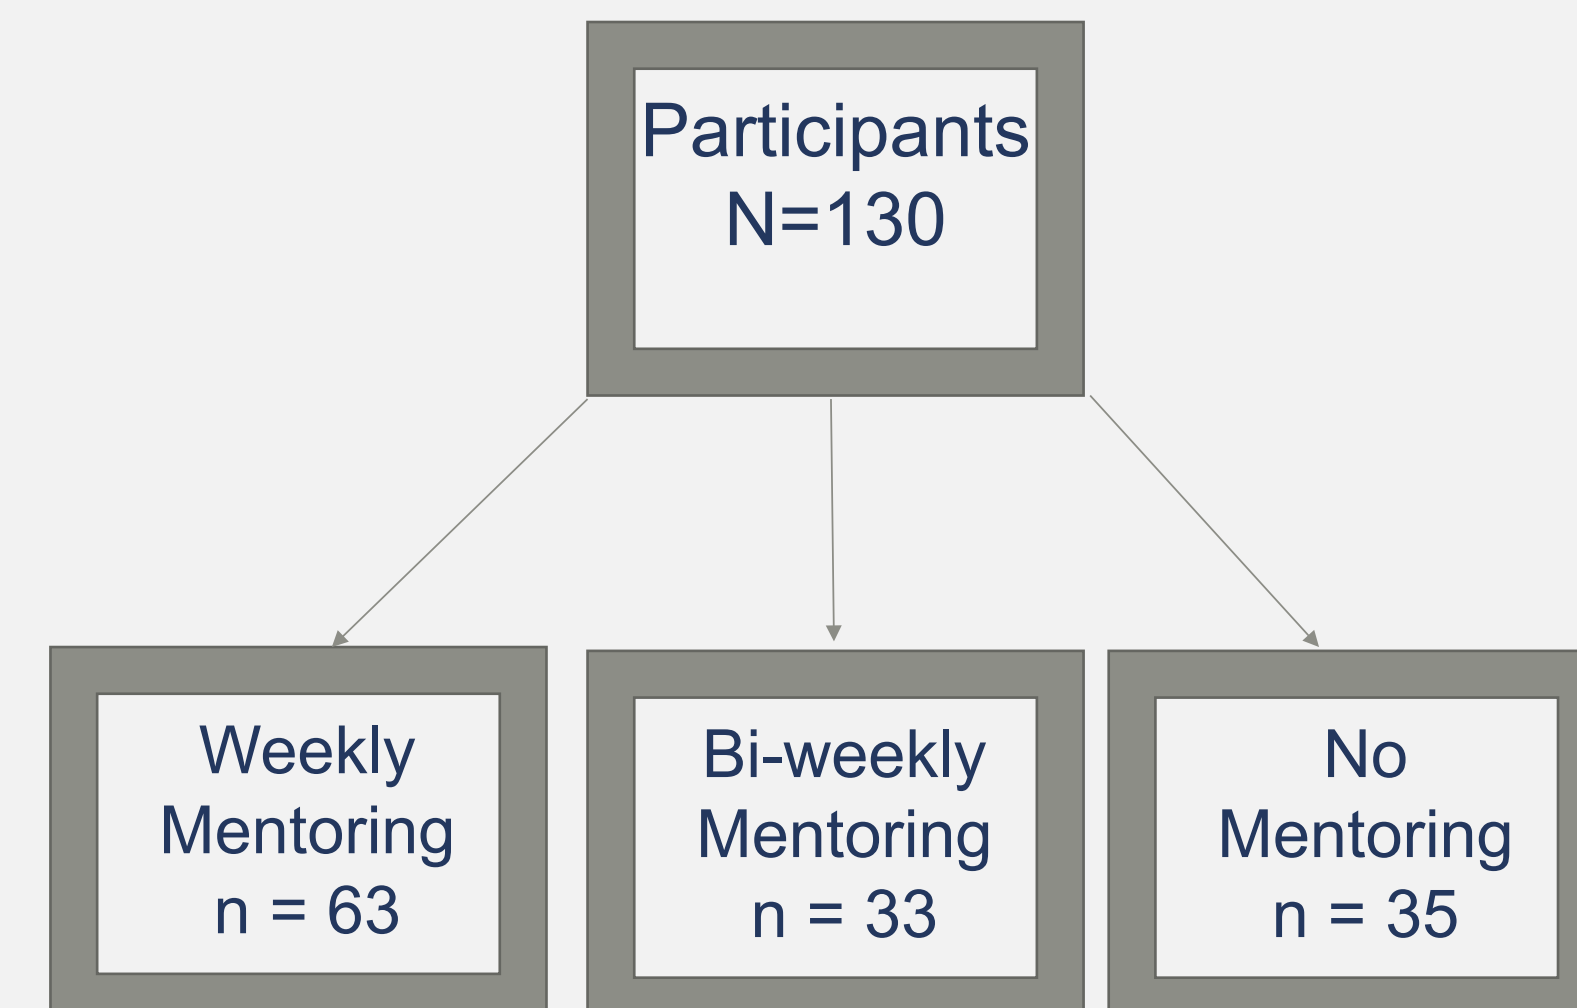 Participants
N=130
Weekly
Mentoring
n = 63
Bi-weekly
Mentoring
n = 33
No
Mentoring
n = 35